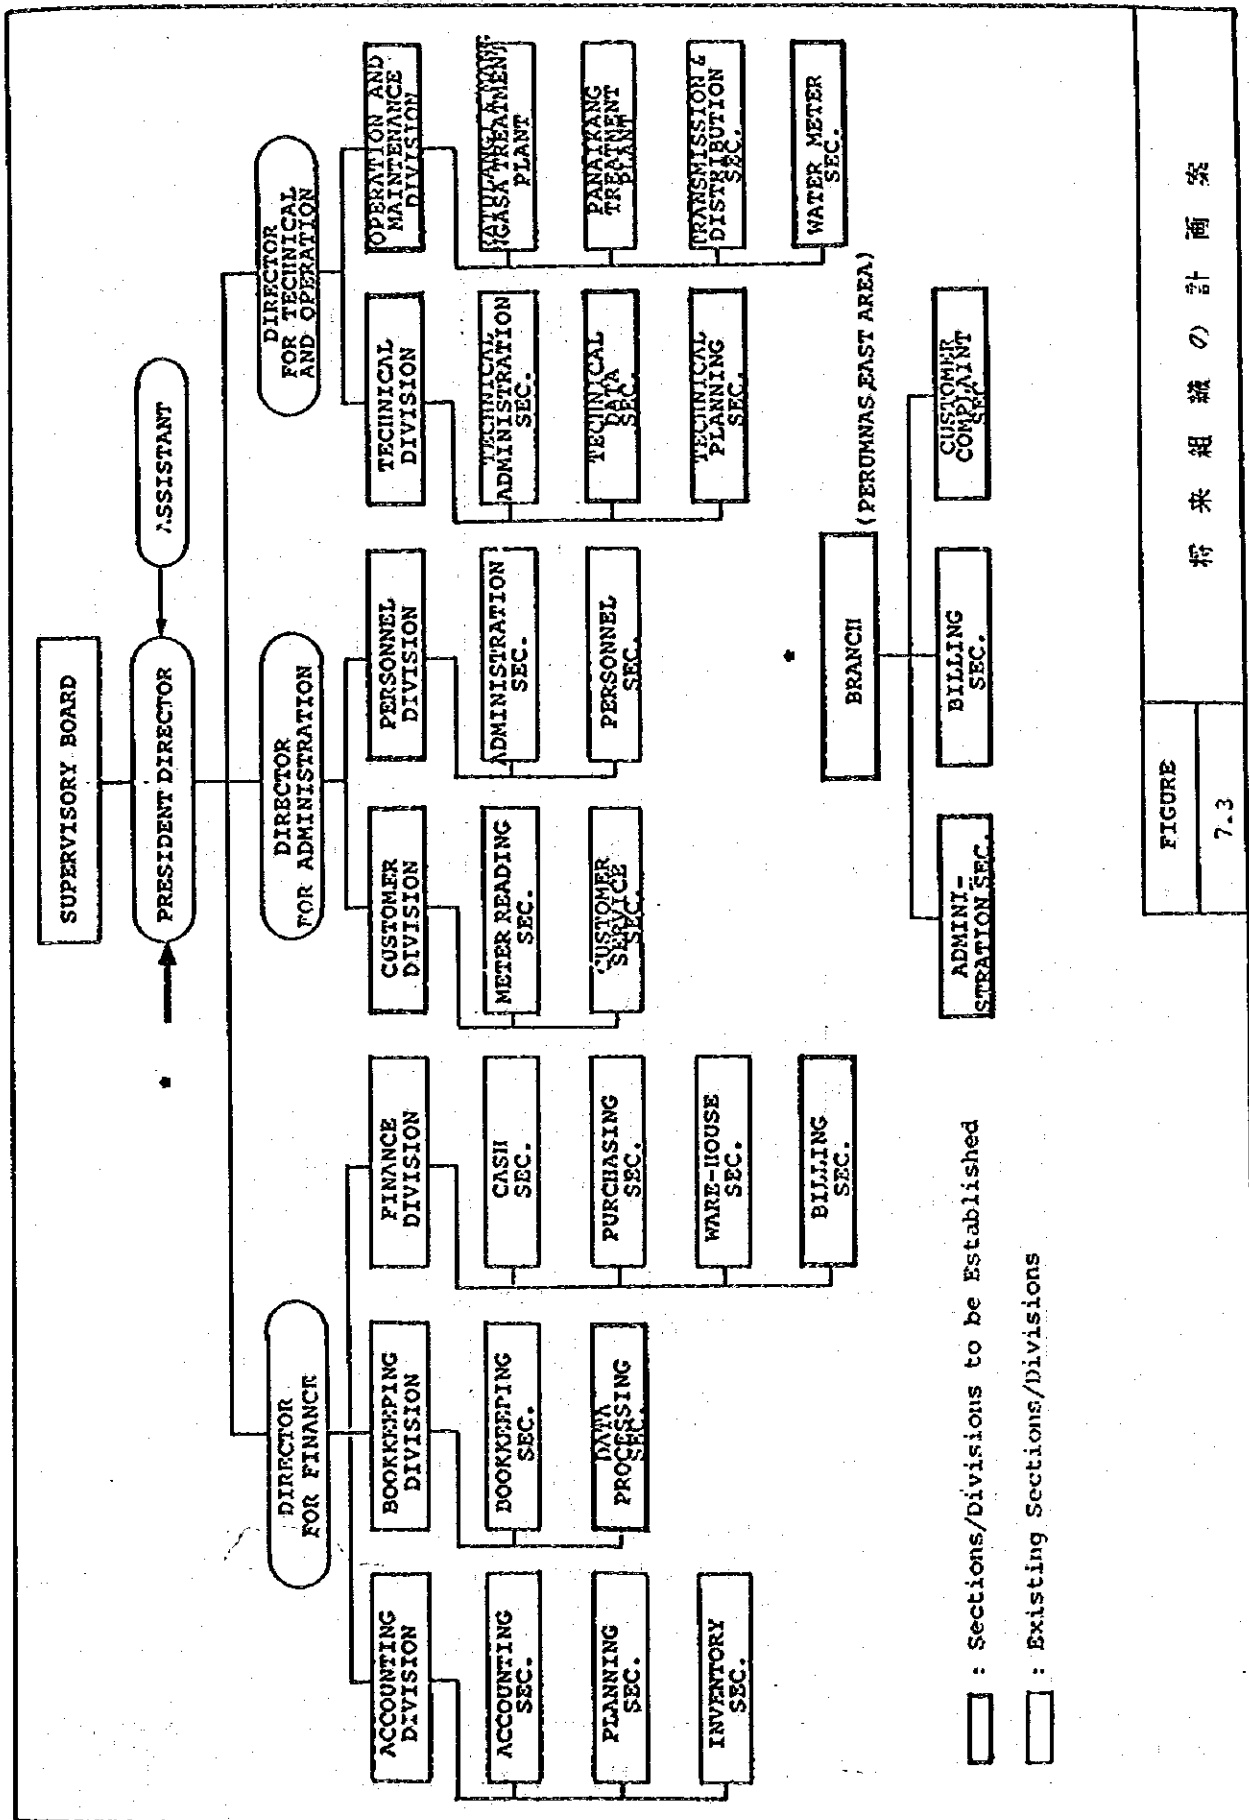 SUPERVISORY BOARD
PRESIDENT DIRECTOR
ASSISTANT
*
DIRECTOR
FOR FINANCE
DIRECTOR
FOR ADMINISTRATION
DIRECTOR
FOR TECHNICAL
AND OPERATION
ACCOUNTING
DIVISION
BOOKKEEPING
DIVISION
FINANCE
DIVISION
CUSTOMER
DIVISION
PERSONNEL
DIVISION
TECHNICAL
DIVISION
OPERATION AND
MAINTENANCE
DIVISION
ACCOUNTING
SEC.
BOOKKEEPING
SEC.
CASH
SEC.
METER READING
SEC.
ADMINISTRATION
SEC.
TECHNICAL
ADMINISTRATION
SEC.
TREATMENT
PLANT
PLANNING
SEC.
DATA
PROCESSING
SEC.
PURCHASING
SEC.
CUSTOMER
SERVICE
SEC.
PERSONNEL
SEC.
TECHNICAL
DATA
SEC.
PANAIKANG
TREATMENT
PLANT
INVENTORY
SEC.
WARE-HOUSE
SEC.
TECHNICAL
PLANNING
SEC.
TRANSMISSION &
DISTRIBUTION
SEC.
BILLING
SEC.
WATER METER
SEC.
*
BRANCH
(PERUMNAS,EAST AREA)
ADMINI-
STRATION SEC.
BILLING
SEC.
CUSTOMER
COMPLAINT
SEC.
: Sections/Divisions to be Established
: Existing Sections/Divisions
FIGURE
7.3
将来組織の計画案